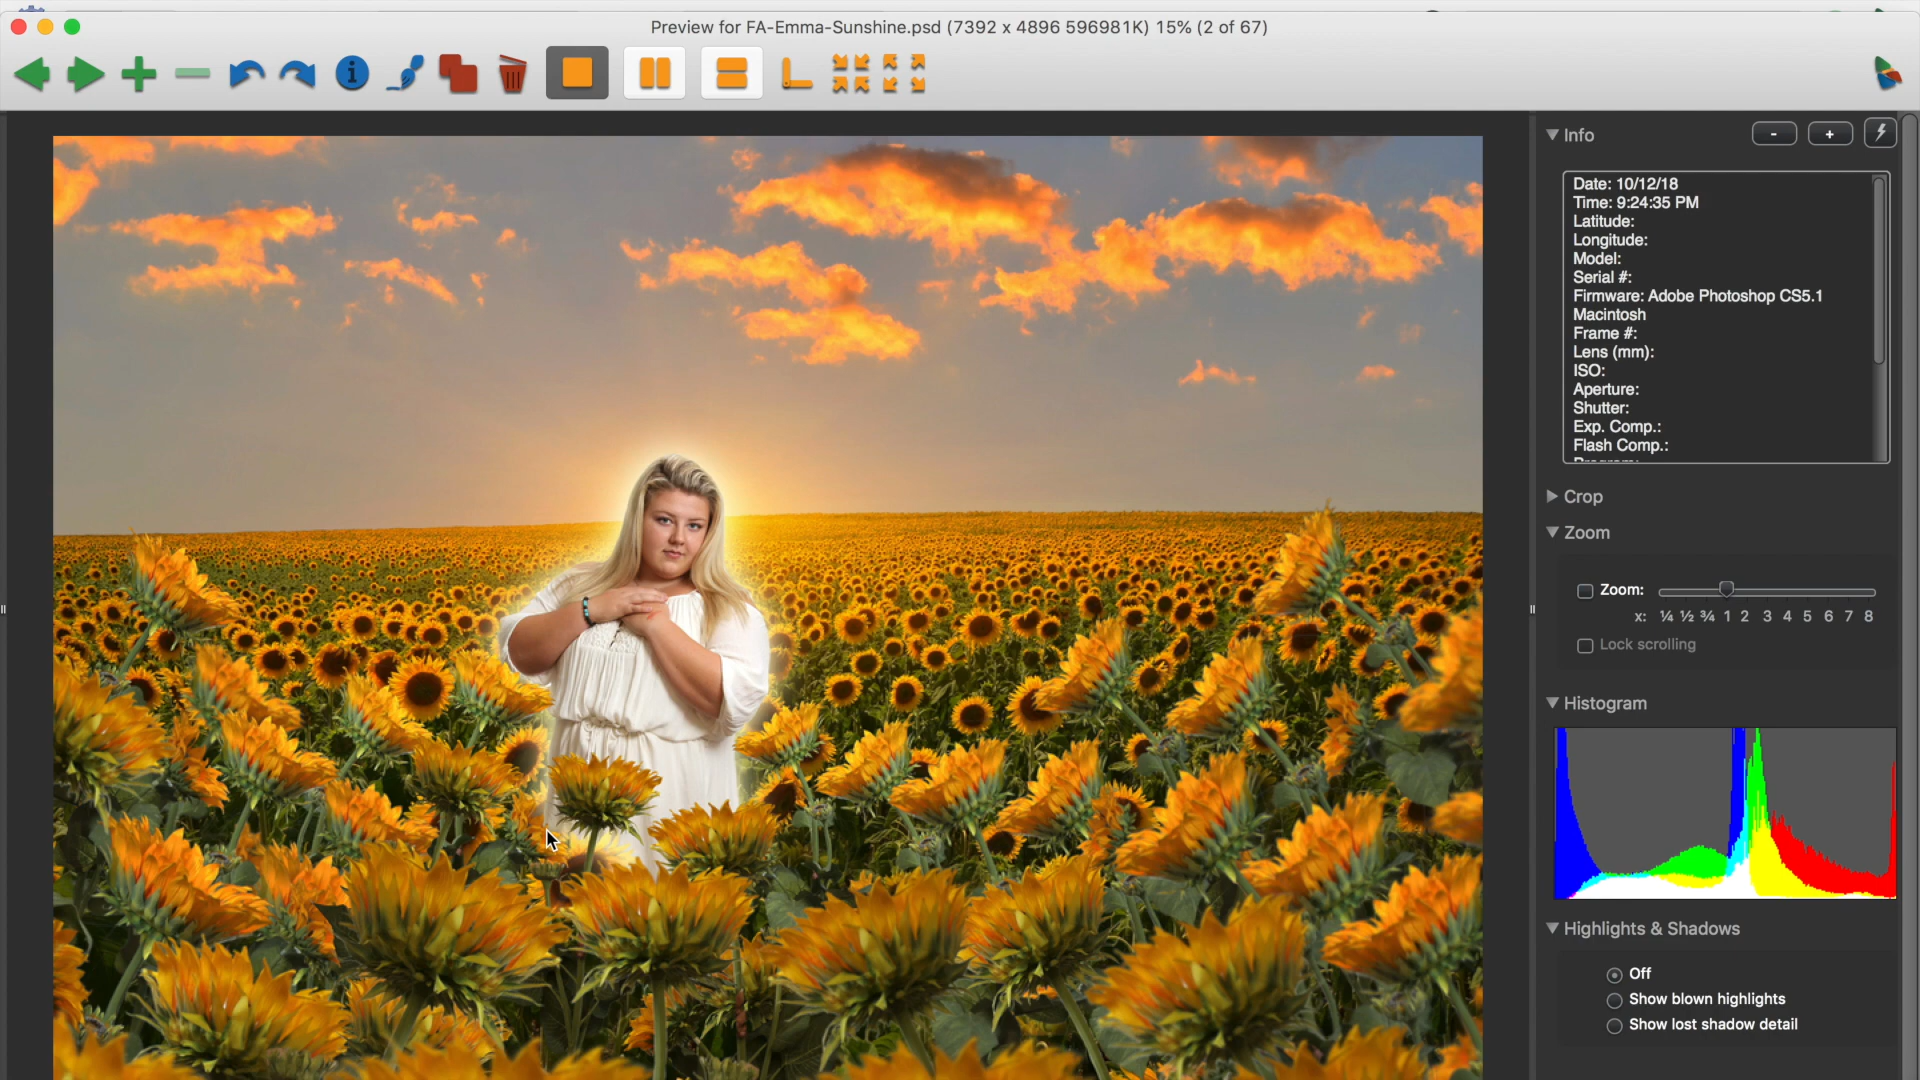 Preview for FA-Emma-Sunshine.psd (7392 x 4896 596981K) 15% (2 of 67)
Info
- +
Date: 10/12/18
Time: 9:24:35 PM
Latitude:
Longitude:
Model:
Serial #:
Firmware: Adobe Photoshop CS5.1
Macintosh
Frame #:
Lens (mm):
ISO:
Aperture:
Shutter:
Exp. Comp.:
Flash Comp.:
Crop
Zoom
Zoom:
x: ¼ ½ ¾ 1 2 3 4 5 6 7 8
Lock scrolling
Histogram
Highlights & Shadows
Off
Show blown highlights
Show lost shadow detail